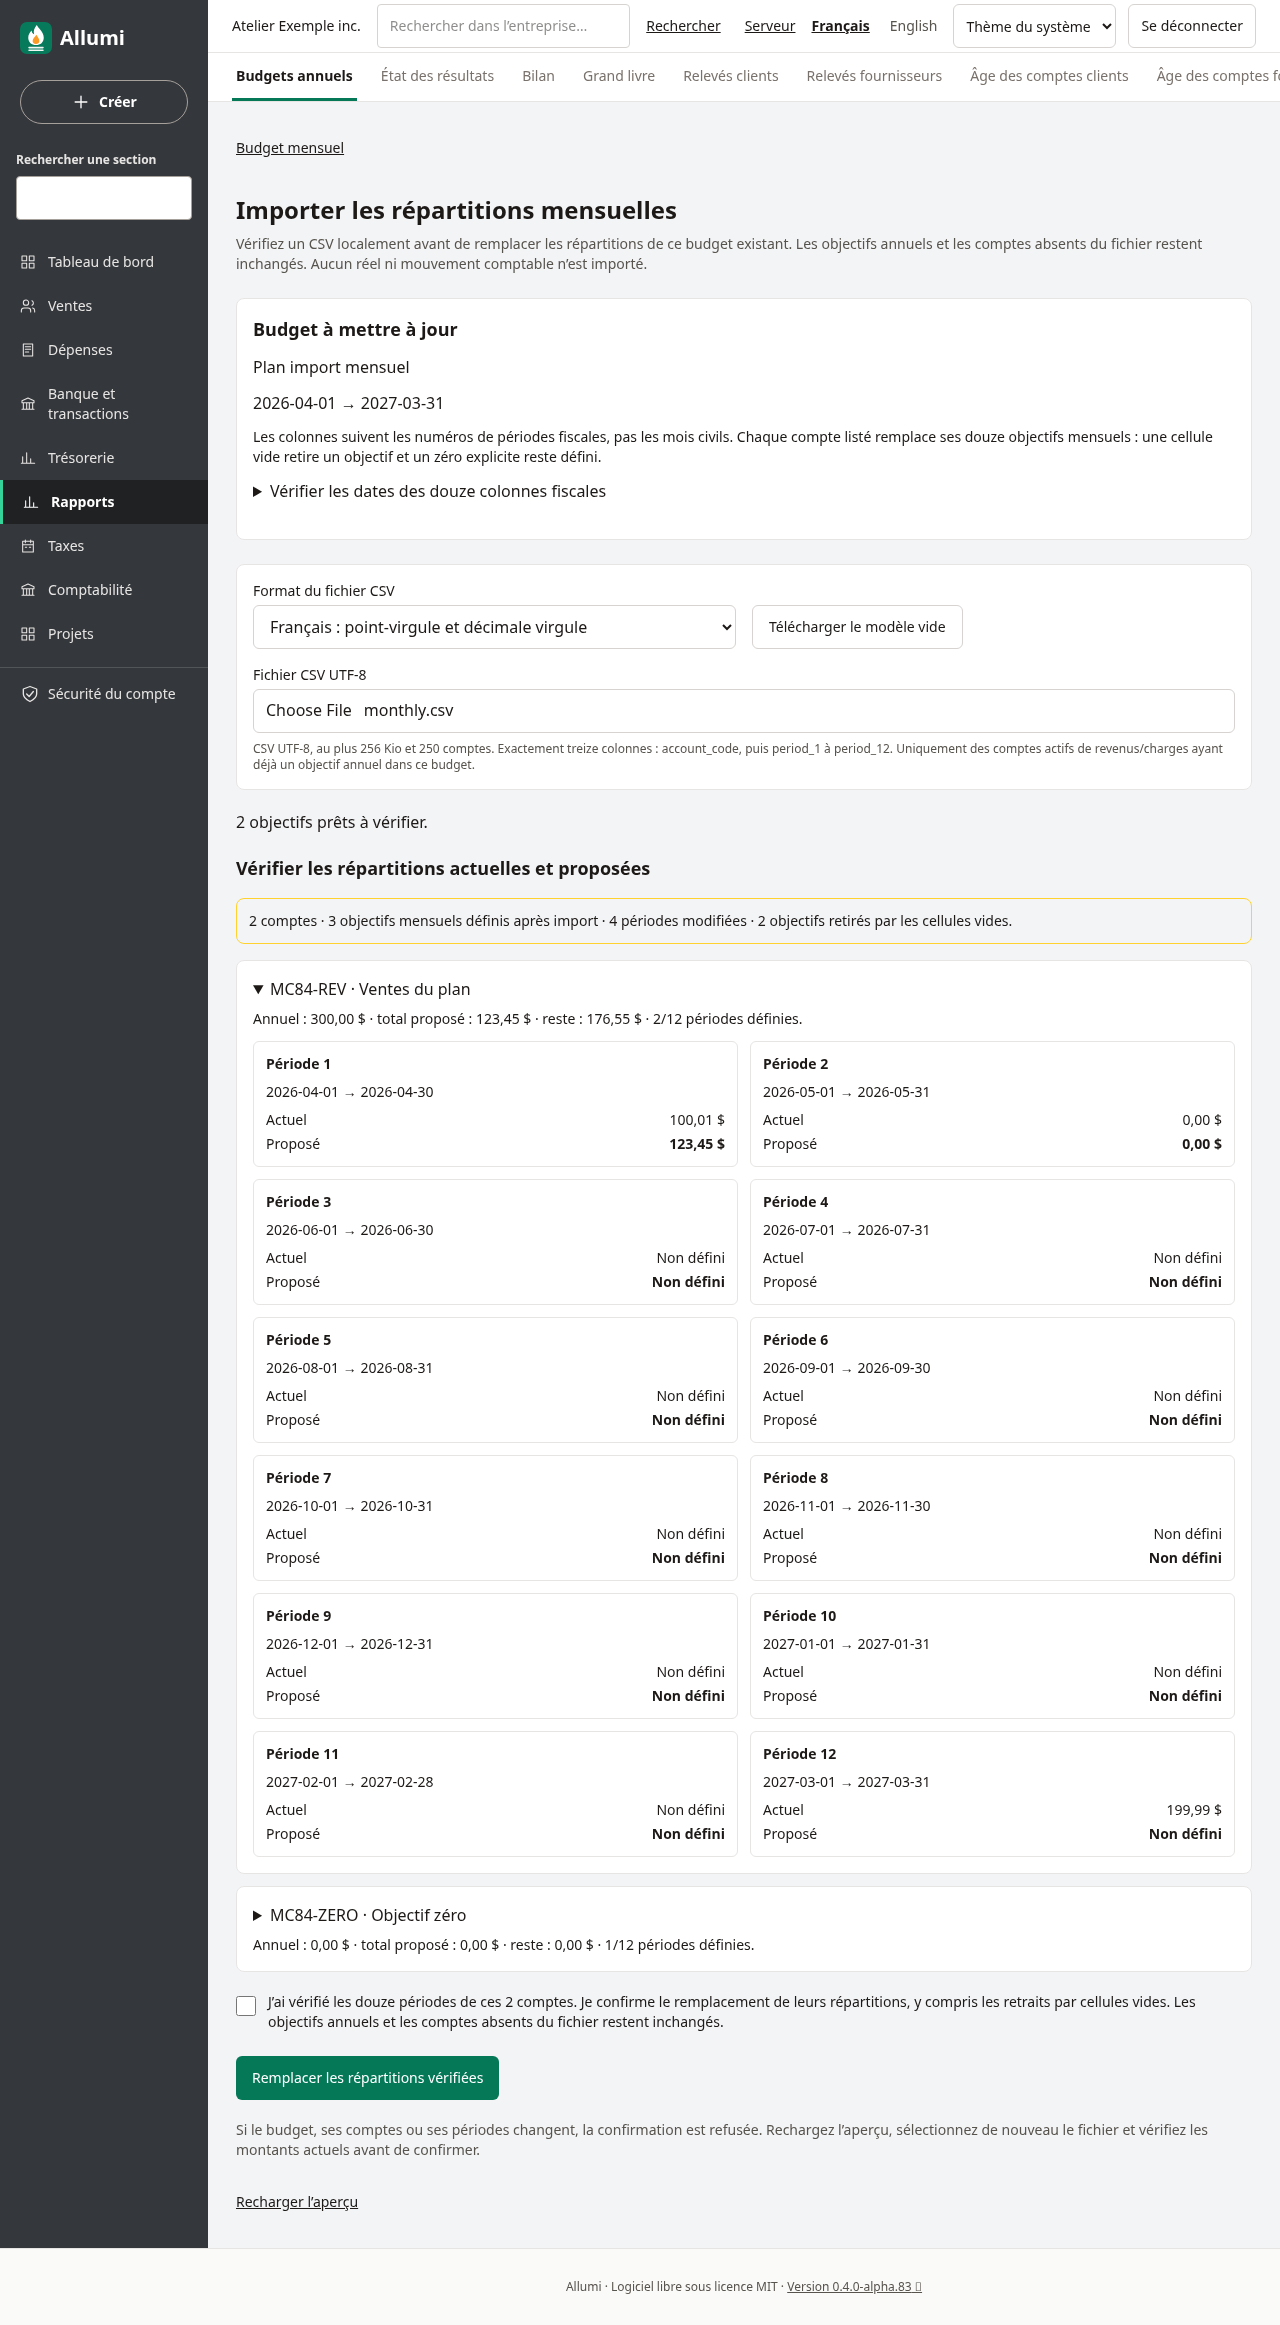 Allumi
Créer
Rechercher une section
Tableau de bord
Ventes
Dépenses
Banque et
transactions
Trésorerie
Rapports
Taxes
Comptabilité
Projets
Sécurité du compte
Atelier Exemple inc.
Rechercher dans l’entreprise...
Rechercher
Serveur
Français
English
Thème du système
Se déconnecter
Budgets annuels
État des résultats
Bilan
Grand livre
Relevés clients
Relevés fournisseurs
Âge des comptes clients
Âge des comptes fo
Budget mensuel
Importer les répartitions mensuelles
Vérifiez un CSV localement avant de remplacer les répartitions de ce budget existant. Les objectifs annuels et les comptes absents du fichier restent
inchangés. Aucun réel ni mouvement comptable n’est importé.
Budget à mettre à jour
Plan import mensuel
2026-04-01 → 2027-03-31
Les colonnes suivent les numéros de périodes fiscales, pas les mois civils. Chaque compte listé remplace ses douze objectifs mensuels : une cellule
vide retire un objectif et un zéro explicite reste défini.
Vérifier les dates des douze colonnes fiscales
Format du fichier CSV
Français : point-virgule et décimale virgule
Télécharger le modèle vide
Fichier CSV UTF-8
Choose File monthly.csv
CSV UTF-8, au plus 256 Kio et 250 comptes. Exactement treize colonnes : account_code, puis period_1 à period_12. Uniquement des comptes actifs de revenus/charges ayant
déjà un objectif annuel dans ce budget.
2 objectifs prêts à vérifier.
Vérifier les répartitions actuelles et proposées
2 comptes · 3 objectifs mensuels définis après import · 4 périodes modifiées · 2 objectifs retirés par les cellules vides.
MC84-REV · Ventes du plan
Annuel : 300,00 $ · total proposé : 123,45 $ · reste : 176,55 $ · 2/12 périodes définies.
Période 1
2026-04-01 → 2026-04-30
Actuel 100,01 $
Proposé 123,45 $
Période 2
2026-05-01 → 2026-05-31
Actuel 0,00 $
Proposé 0,00 $
Période 3
2026-06-01 → 2026-06-30
Actuel Non défini
Proposé Non défini
Période 4
2026-07-01 → 2026-07-31
Actuel Non défini
Proposé Non défini
Période 5
2026-08-01 → 2026-08-31
Actuel Non défini
Proposé Non défini
Période 6
2026-09-01 → 2026-09-30
Actuel Non défini
Proposé Non défini
Période 7
2026-10-01 → 2026-10-31
Actuel Non défini
Proposé Non défini
Période 8
2026-11-01 → 2026-11-30
Actuel Non défini
Proposé Non défini
Période 9
2026-12-01 → 2026-12-31
Actuel Non défini
Proposé Non défini
Période 10
2027-01-01 → 2027-01-31
Actuel Non défini
Proposé Non défini
Période 11
2027-02-01 → 2027-02-28
Actuel Non défini
Proposé Non défini
Période 12
2027-03-01 → 2027-03-31
Actuel 199,99 $
Proposé Non défini
MC84-ZERO · Objectif zéro
Annuel : 0,00 $ · total proposé : 0,00 $ · reste : 0,00 $ · 1/12 périodes définies.
J’ai vérifié les douze périodes de ces 2 comptes. Je confirme le remplacement de leurs répartitions, y compris les retraits par cellules vides. Les
objectifs annuels et les comptes absents du fichier restent inchangés.
Remplacer les répartitions vérifiées
Si le budget, ses comptes ou ses périodes changent, la confirmation est refusée. Rechargez l’aperçu, sélectionnez de nouveau le fichier et vérifiez les
montants actuels avant de confirmer.
Recharger l’aperçu
Allumi · Logiciel libre sous licence MIT · Version 0.4.0-alpha.83